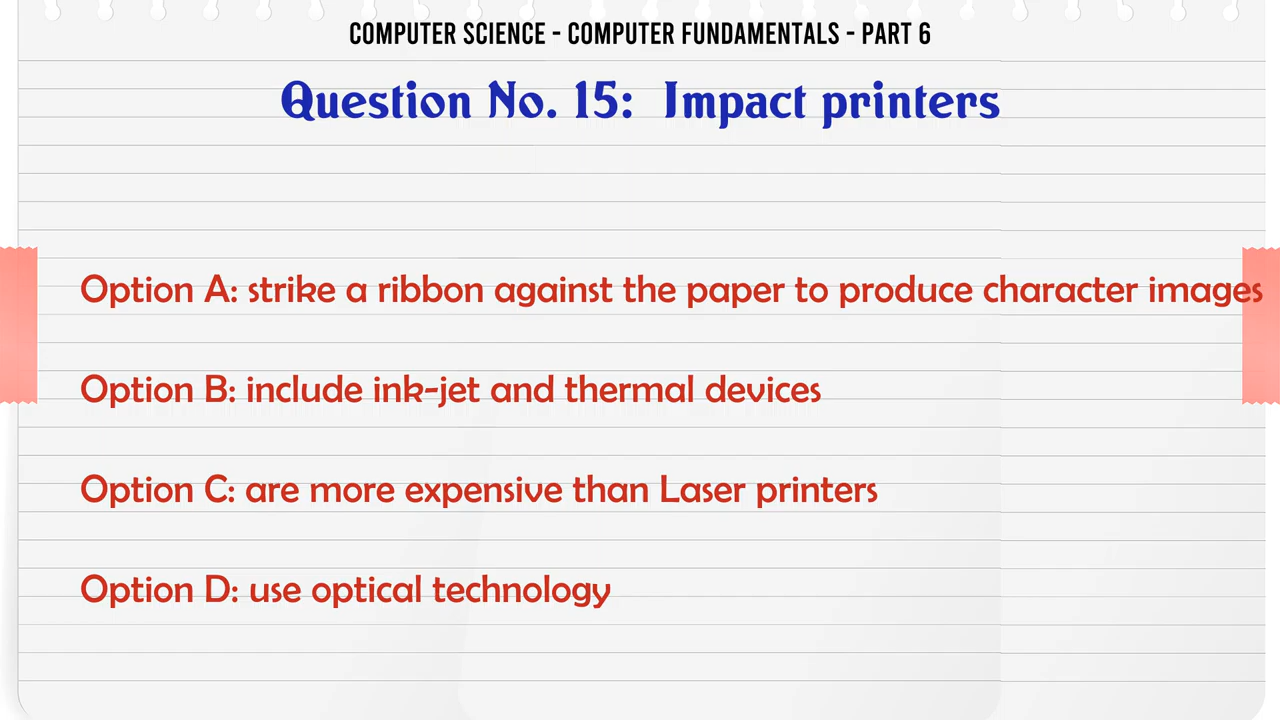 COMPUTER SCIENCE - COMPUTER FUNDAMENTALS - PART 6
Question No. 15: Impact printers
Option A: strike a ribbon against the paper to produce character images
Option B: include ink-jet and thermal devices
Option C: are more expensive than Laser printers
Option D: use optical technology